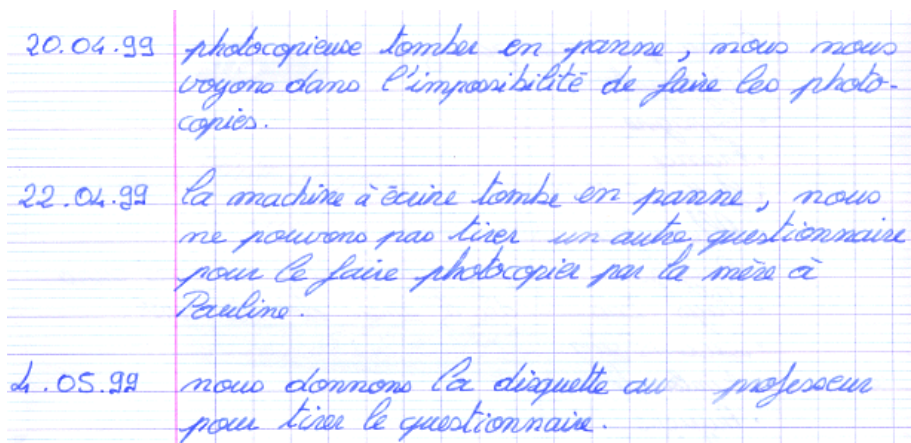 20.04.99 photocopieuse tomber en panne, nous nous
voyons dans l'impossibilité de faire les photo-
copies.
22.04.99 la machine à écrire tombe en panne, nous
ne pouvons pas tirer un autre questionnaire
pour le faire photocopier par la mère à
Pauline.
4.05.99 nous donnons la disquette au professeur
pour tirer le questionnaire.